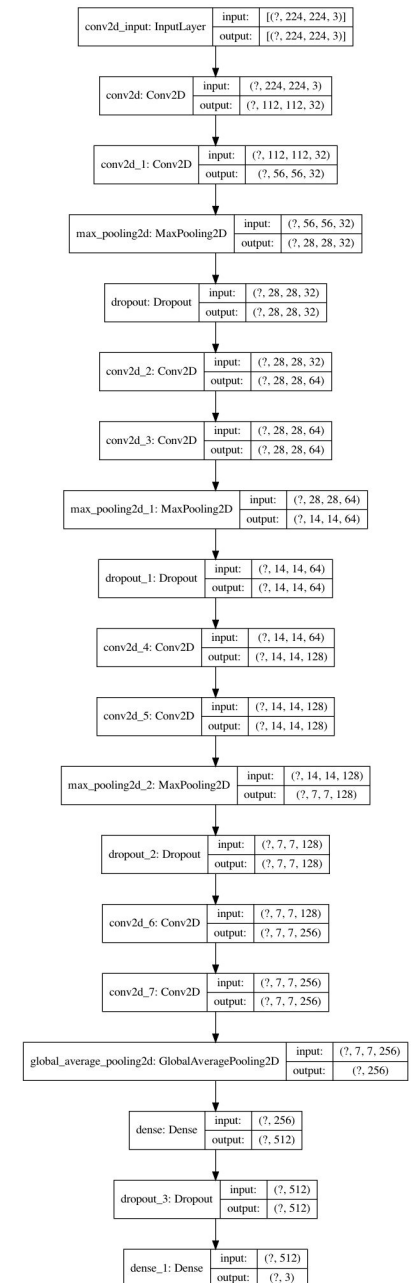 conv2d_input: InputLayer
input: [(?, 224, 224, 3)]
output: [(?, 224, 224, 3)]
conv2d: Conv2D
input: (?, 224, 224, 3)
output: (?, 112, 112, 32)
conv2d_1: Conv2D
input: (?, 112, 112, 32)
output: (?, 56, 56, 32)
max_pooling2d: MaxPooling2D
input: (?, 56, 56, 32)
output: (?, 28, 28, 32)
dropout: Dropout
input: (?, 28, 28, 32)
output: (?, 28, 28, 32)
conv2d_2: Conv2D
input: (?, 28, 28, 32)
output: (?, 28, 28, 64)
conv2d_3: Conv2D
input: (?, 28, 28, 64)
output: (?, 28, 28, 64)
max_pooling2d_1: MaxPooling2D
input: (?, 28, 28, 64)
output: (?, 14, 14, 64)
dropout_1: Dropout
input: (?, 14, 14, 64)
output: (?, 14, 14, 64)
conv2d_4: Conv2D
input: (?, 14, 14, 64)
output: (?, 14, 14, 128)
conv2d_5: Conv2D
input: (?, 14, 14, 128)
output: (?, 14, 14, 128)
max_pooling2d_2: MaxPooling2D
input: (?, 14, 14, 128)
output: (?, 7, 7, 128)
dropout_2: Dropout
input: (?, 7, 7, 128)
output: (?, 7, 7, 128)
conv2d_6: Conv2D
input: (?, 7, 7, 128)
output: (?, 7, 7, 256)
conv2d_7: Conv2D
input: (?, 7, 7, 256)
output: (?, 7, 7, 256)
global_average_pooling2d: GlobalAveragePooling2D
input: (?, 7, 7, 256)
output: (?, 256)
dense: Dense
input: (?, 256)
output: (?, 512)
dropout_3: Dropout
input: (?, 512)
output: (?, 512)
dense_1: Dense
input: (?, 512)
output: (?, 3)